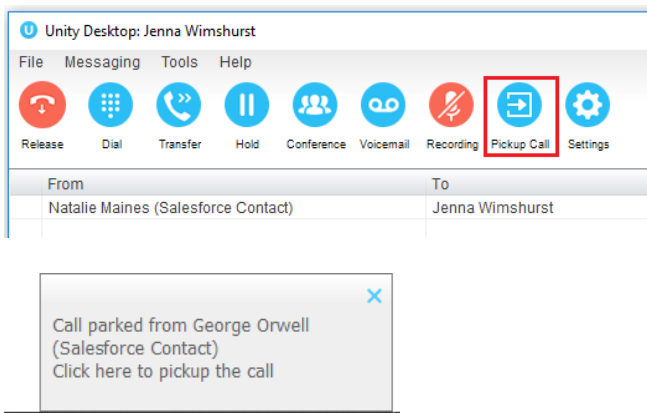 U Unity Desktop: Jenna Wimshurst
File Messaging Tools Help
Release Dial Transfer Hold Conference Voicemail Recording Pickup Call Settings
From To
Natalie Maines (Salesforce Contact) Jenna Wimshurst
Call parked from George Orwell
(Salesforce Contact)
Click here to pickup the call